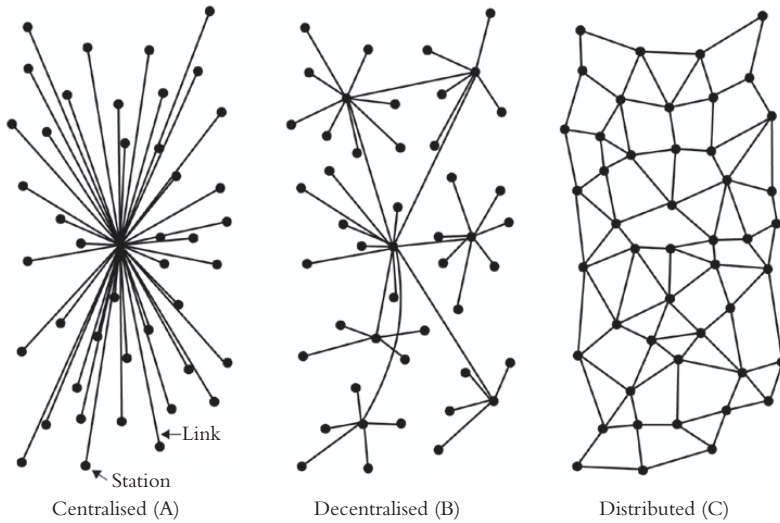 Link
Station
Centralised (A)
Decentralised (B)
Distributed (C)